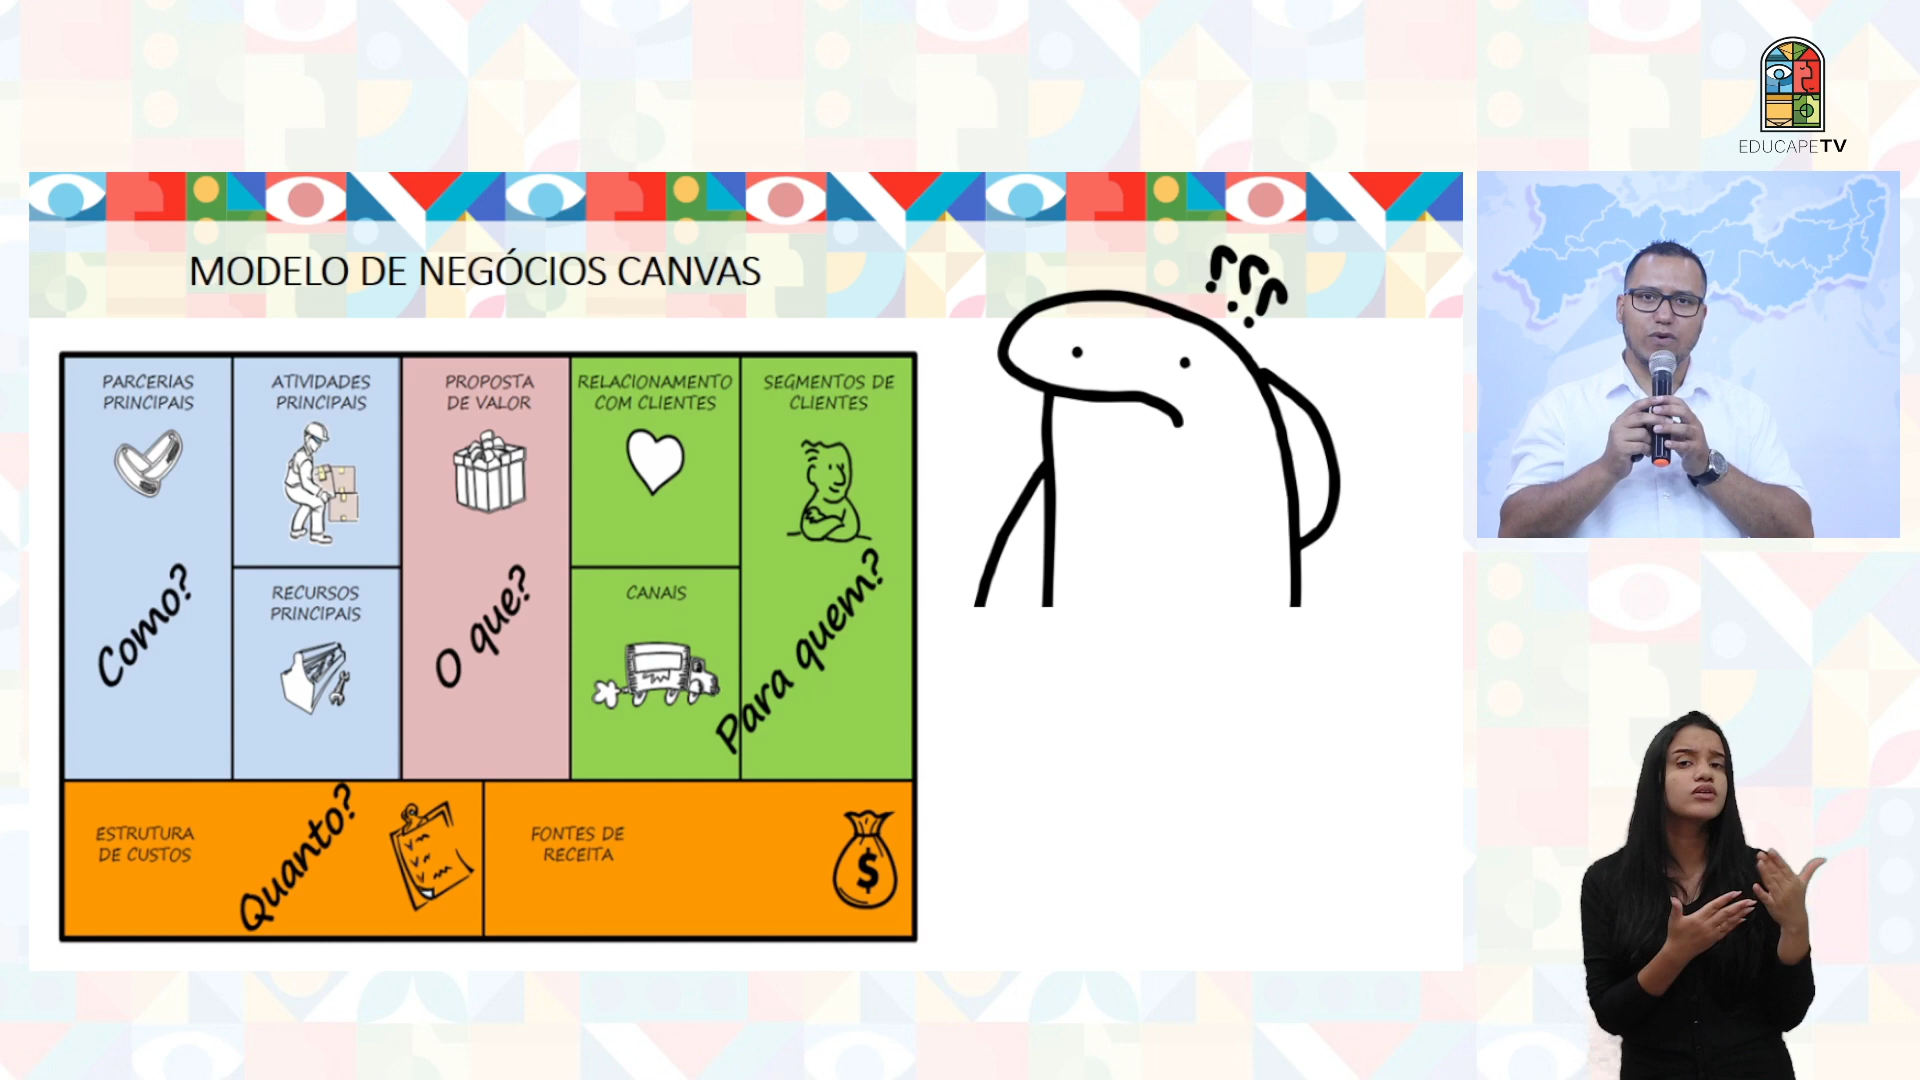 EDUCAPETV
MODELO DE NEGÓCIOS CANVAS
???
PARCERIAS
PRINCIPAIS
Como?
ATIVIDADES
PRINCIPAIS
RECURSOS
PRINCIPAIS
PROPOSTA
DE VALOR
O que?
RELACIONAMENTO
COM CLIENTES
CANAIS
SEGMENTOS DE
CLIENTES
Para quem?
ESTRUTURA
DE CUSTOS
Quanto?
FONTES DE
RECEITA
$